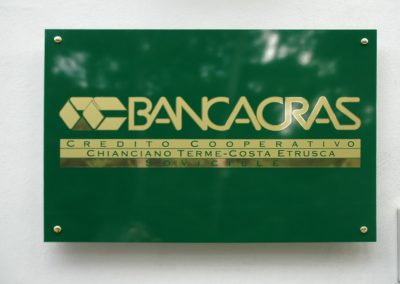 BANCACRAS
CREDITO COOPERATIVO
CHIANCIANO TERME-COSTA ETRUSCA
SOVICILLE